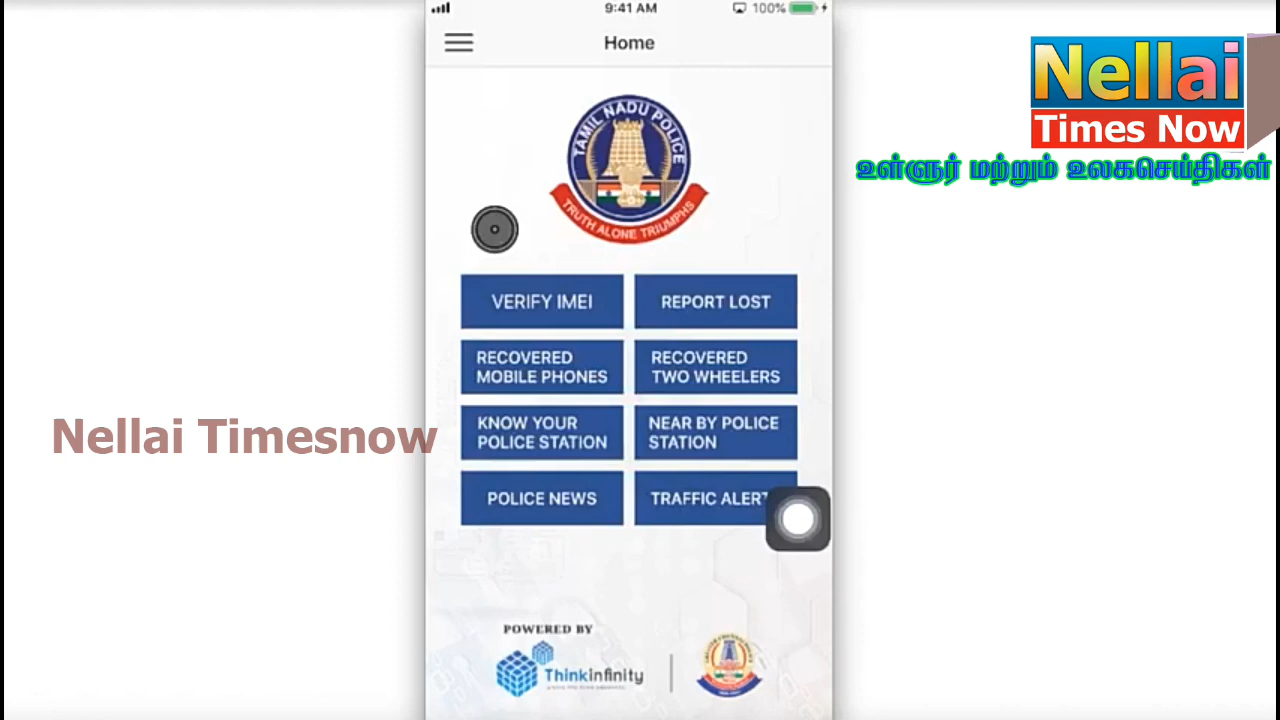 9:41 AM
100%
Home
Nellai
Times Now
உள்ளுர் மற்றும் உலகசெய்திகள்
TAMIL NADU POLICE
TRUTH ALONE TRIUMPHS
VERIFY IMEI
REPORT LOST
RECOVERED
MOBILE PHONES
RECOVERED
TWO WHEELERS
KNOW YOUR
POLICE STATION
NEAR BY POLICE
STATION
Nellai Timesnow
POLICE NEWS
TRAFFIC ALERT
POWERED BY
Thinkinfinity